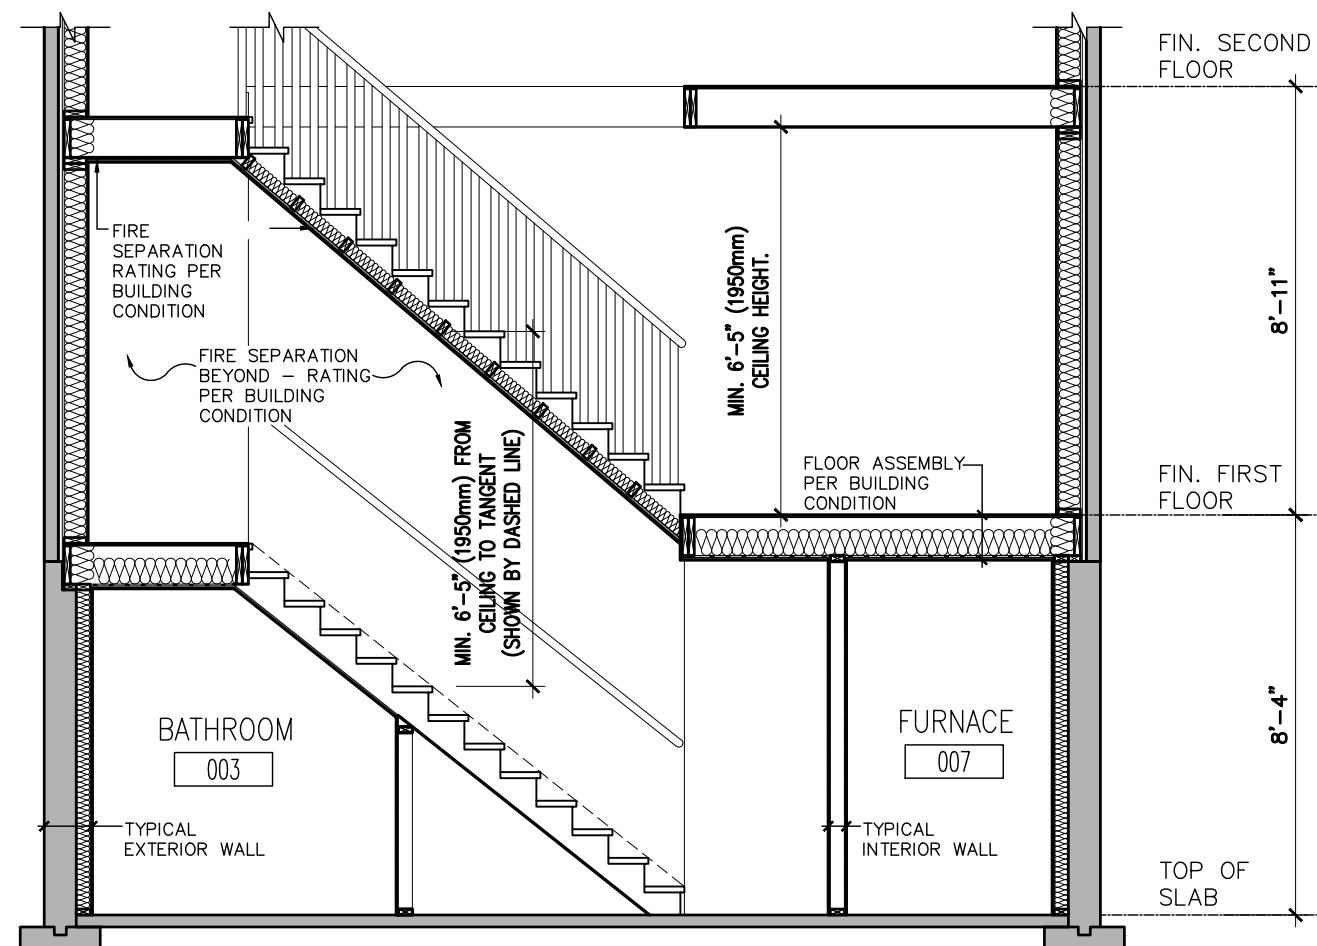 FIN. SECOND
FLOOR
FIRE
SEPARATION
RATING PER
BUILDING
CONDITION
MIN. 6'-5" (1950mm)
CEILING HEIGHT.
8'-11"
FIRE SEPARATION
BEYOND - RATING
PER BUILDING
CONDITION
MIN. 6'-5" (1950mm) FROM
CEILING TO TANGENT
(SHOWN BY DASHED LINE)
FLOOR ASSEMBLY
PER BUILDING
CONDITION
FIN. FIRST
FLOOR
BATHROOM
003
FURNACE
007
8'-4"
TYPICAL
EXTERIOR WALL
TYPICAL
INTERIOR WALL
TOP OF
SLAB